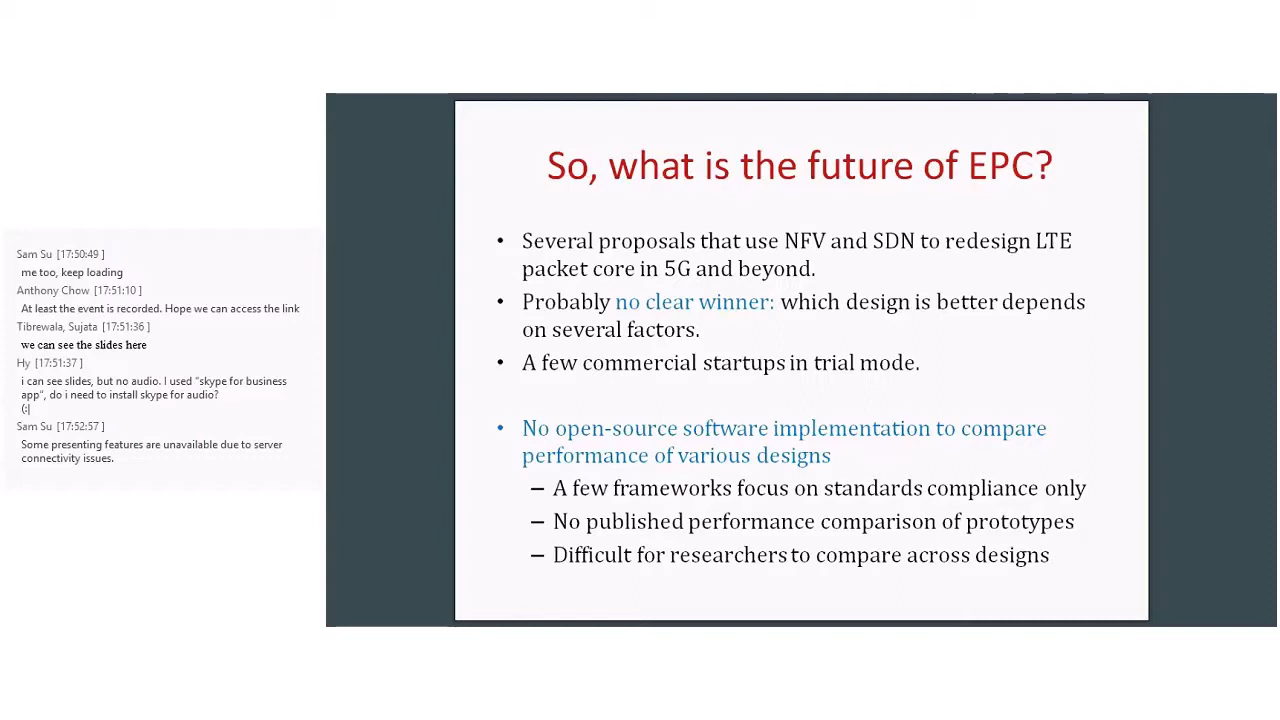 Sam Su [17:50:49 ]
me too, keep loading
Anthony Chow [17:51:10 ]
At least the event is recorded. Hope we can access the link
Tibrewala, Sujata [17:51:36 ]
we can see the slides here
Hy [17:51:37 ]
i can see slides, but no audio. I used "skype for business
app", do i need to install skype for audio?
(:|
Sam Su [17:52:57 ]
Some presenting features are unavailable due to server
connectivity issues.
So, what is the future of EPC?
• Several proposals that use NFV and SDN to redesign LTE
packet core in 5G and beyond.
• Probably no clear winner: which design is better depends
on several factors.
• A few commercial startups in trial mode.
• No open-source software implementation to compare
performance of various designs
– A few frameworks focus on standards compliance only
– No published performance comparison of prototypes
– Difficult for researchers to compare across designs